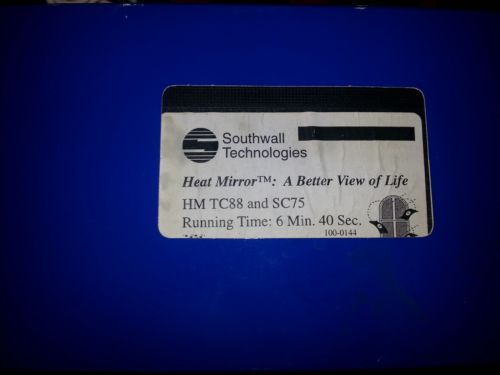 Southwall
Technologies
Heat Mirror™: A Better View of Life
HM TC88 and SC75
Running Time: 6 Min. 40 Sec.
100-0144